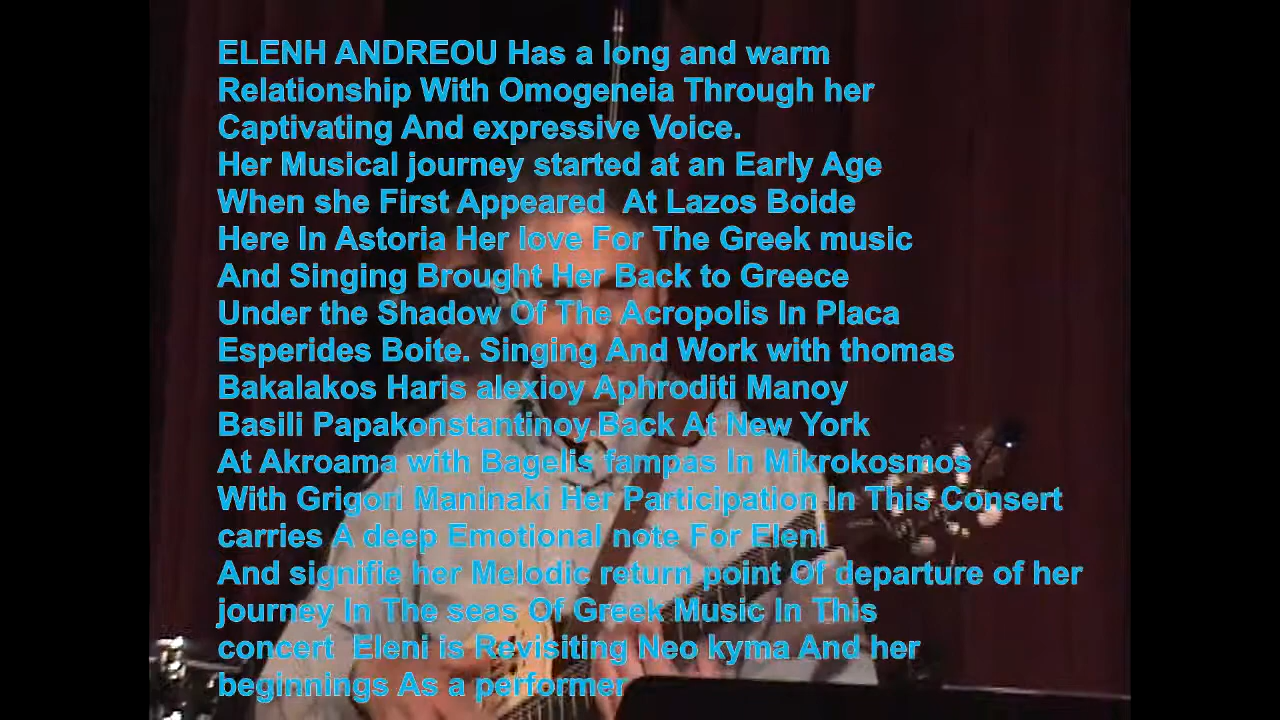 ELENH ANDREOU Has a long and warm
Relationship With Omogeneia Through her
Captivating And expressive Voice.
Her Musical journey started at an Early Age
When she First Appeared  At Lazos Boide
Here In Astoria Her love For The Greek music
And Singing Brought Her Back to Greece
Under the Shadow Of The Acropolis In Placa
Esperides Boite. Singing And Work with thomas
Bakalakos Haris alexioy Aphroditi Manoy
Basili Papakonstantinoy.Back At New York
At Akroama with Bagelis fampas In Mikrokosmos
With Grigori Maninaki Her Participation In This Consert
carries A deep Emotional note For Eleni
And signifie her Melodic return point Of departure of her
journey In The seas Of Greek Music In This
concert  Eleni is Revisiting Neo kyma And her
beginnings As a performer